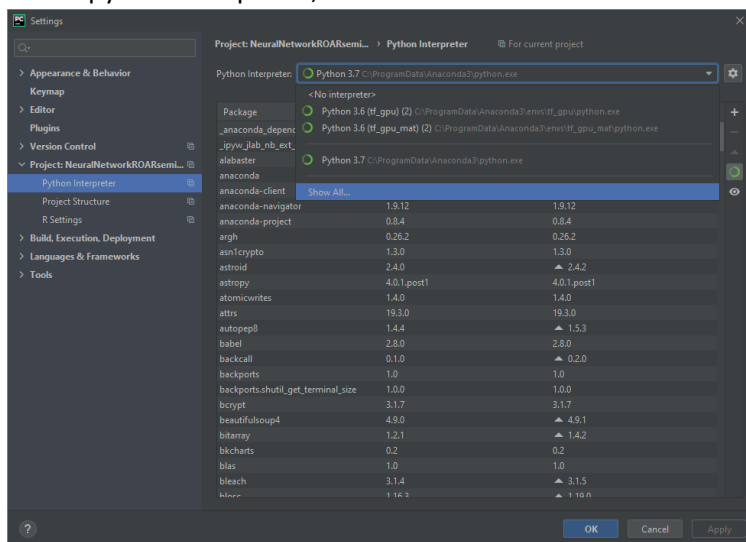 PC Settings
Project: NeuralNetworkROARsemi... > Python Interpreter For current project
Appearance & Behavior
Keymap
Editor
Plugins
Version Control
Project: NeuralNetworkROARsemi...
Python Interpreter
Project Structure
R Settings
Build, Execution, Deployment
Languages & Frameworks
Tools
Python Interpreter: Python 3.7 C:\ProgramData\Anaconda3\python.exe
<No interpreter>
Python 3.6 (tf_gpu) (2) C:\ProgramData\Anaconda3\envs\tf_gpu\python.exe
Python 3.6 (tf_gpu_mat) (2) C:\ProgramData\Anaconda3\envs\tf_gpu_mat\python.exe
Python 3.7 C:\ProgramData\Anaconda3\python.exe
Show All...
Package
_anaconda_depend
_ipyw_jlab_nb_ext_
alabaster
anaconda
anaconda-client
anaconda-navigator 1.9.12 1.9.12
anaconda-project 0.8.4 0.8.4
argh 0.26.2 0.26.2
asn1crypto 1.3.0 1.3.0
astroid 2.4.0 ▲ 2.4.2
astropy 4.0.1.post1 4.0.1.post1
atomicwrites 1.4.0 1.4.0
attrs 19.3.0 19.3.0
autopep8 1.4.4 ▲ 1.5.3
babel 2.8.0 2.8.0
backcall 0.1.0 ▲ 0.2.0
backports 1.0 1.0
backports.shutil_get_terminal_size 1.0.0 1.0.0
bcrypt 3.1.7 3.1.7
beautifulsoup4 4.9.0 ▲ 4.9.1
bitarray 1.2.1 ▲ 1.4.2
bkcharts 0.2 0.2
blas 1.0 1.0
bleach 3.1.4 ▲ 3.1.5
blosc 1.16.3 ▲ 1.19.0
? OK Cancel Apply